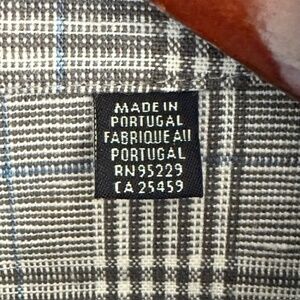 MADE IN
PORTUGAL
FABRIQUE AU
PORTUGAL
RN 95229
CA 25459